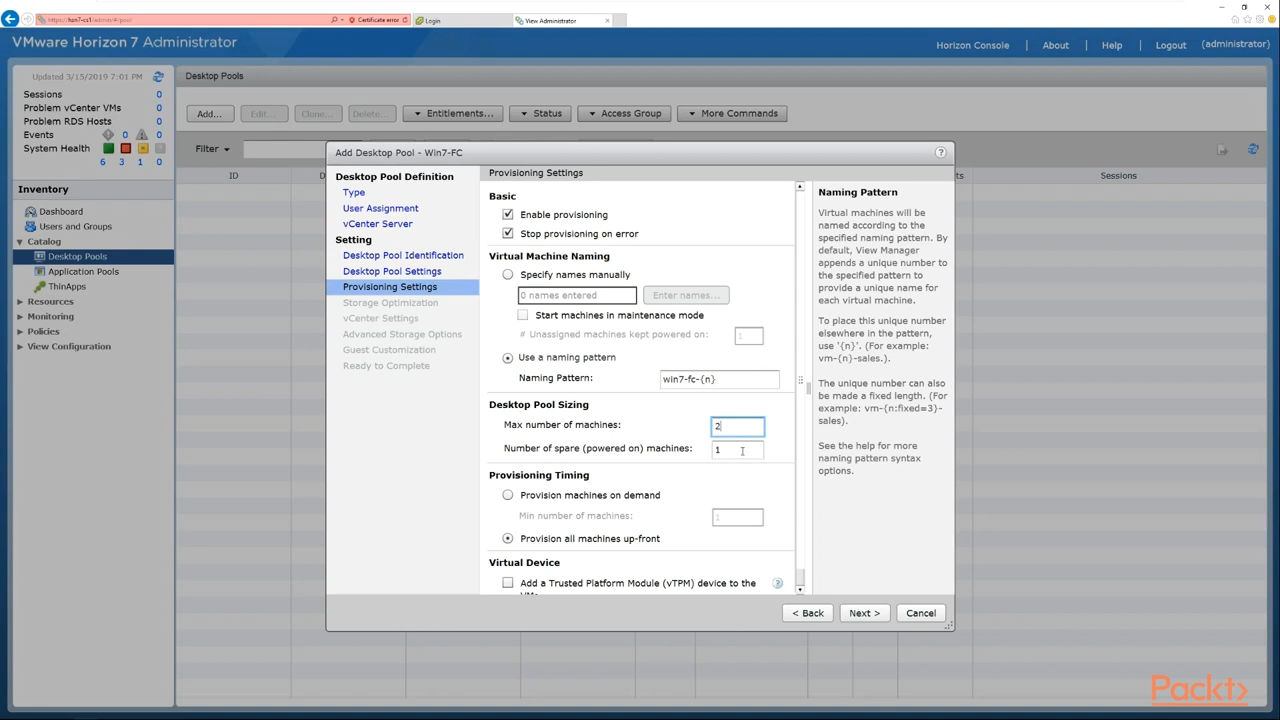 https://hzn7-cs1/admin/#/pool
Certificate error
Login
View Administrator
VMware Horizon 7 Administrator
Horizon Console
About
Help
Logout
(administrator)
Updated 3/15/2019 7:01 PM
Sessions 0
Problem vCenter VMs 0
Problem RDS Hosts 0
Events 0 0
System Health
6 3 1 0
Inventory
Dashboard
Users and Groups
Catalog
Desktop Pools
Application Pools
ThinApps
Resources
Monitoring
Policies
View Configuration
Desktop Pools
Add...
Edit...
Clone...
Delete...
Entitlements...
Status
Access Group
More Commands
Filter
ID
D
ts
Sessions
Add Desktop Pool - Win7-FC
?
Desktop Pool Definition
Type
User Assignment
vCenter Server
Setting
Desktop Pool Identification
Desktop Pool Settings
Provisioning Settings
Storage Optimization
vCenter Settings
Advanced Storage Options
Guest Customization
Ready to Complete
Provisioning Settings
Basic
Enable provisioning
Stop provisioning on error
Virtual Machine Naming
Specify names manually
0 names entered
Enter names...
Start machines in maintenance mode
# Unassigned machines kept powered on: 1
Use a naming pattern
Naming Pattern: win7-fc-{n}
Desktop Pool Sizing
Max number of machines: 2
Number of spare (powered on) machines: 1
Provisioning Timing
Provision machines on demand
Min number of machines: 1
Provision all machines up-front
Virtual Device
Add a Trusted Platform Module (vTPM) device to the
VMs
?
Naming Pattern
Virtual machines will be
named according to the
specified naming pattern. By
default, View Manager
appends a unique number to
the specified pattern to
provide a unique name for
each virtual machine.
To place this unique number
elsewhere in the pattern,
use '{n}'. (For example:
vm-{n}-sales.).
The unique number can also
be made a fixed length. (For
example: vm-{n:fixed=3}-
sales).
See the help for more
naming pattern syntax
options.
< Back
Next >
Cancel
Packt>